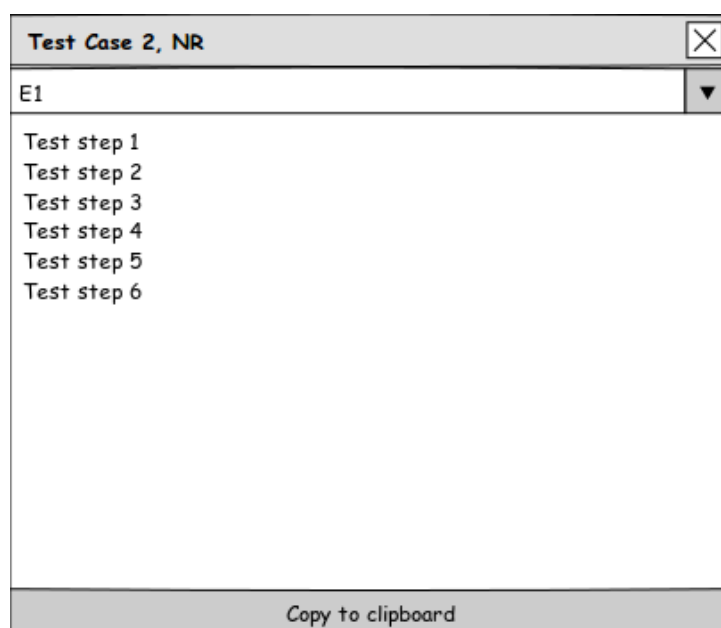 Test Case 2, NR
E1
Test step 1
Test step 2
Test step 3
Test step 4
Test step 5
Test step 6
Copy to clipboard